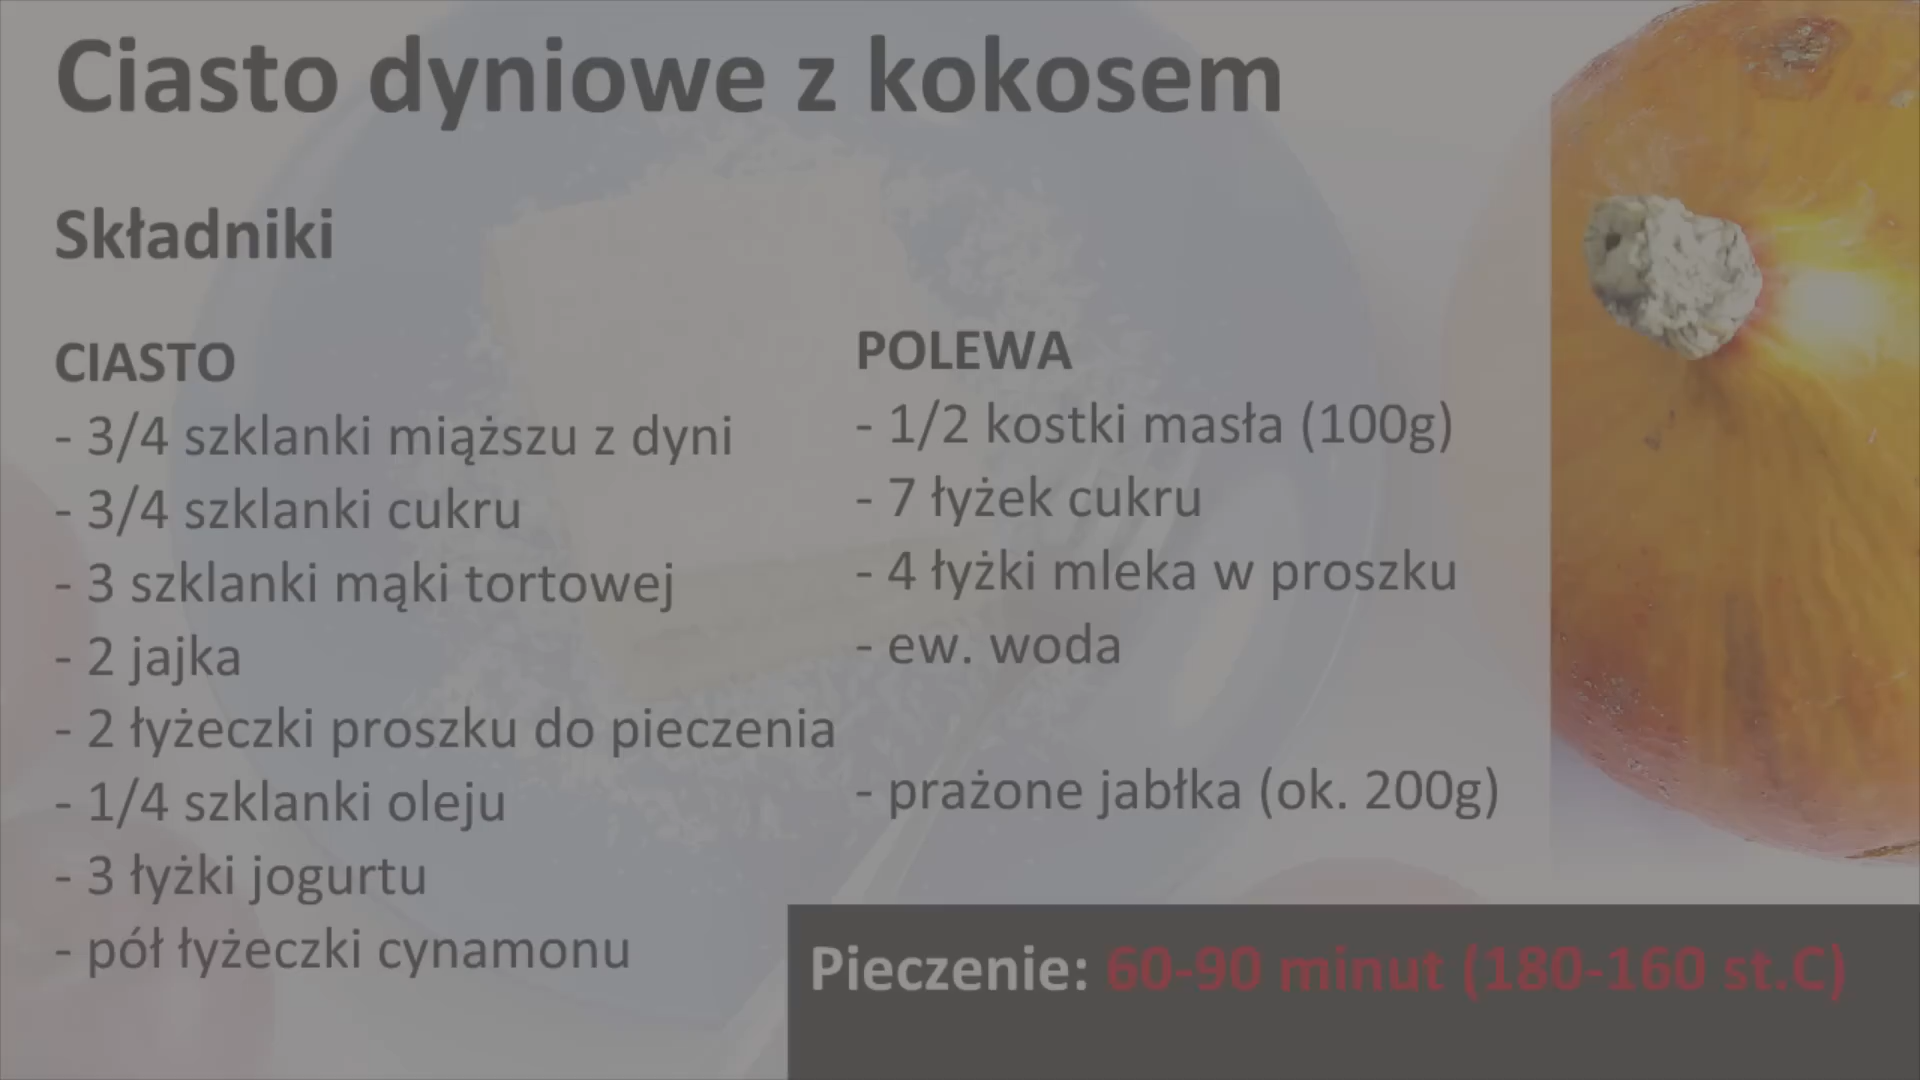 Ciasto dyniowe z kokosem
Składniki
CIASTO
- 3/4 szklanki miąższu z dyni
- 3/4 szklanki cukru
- 3 szklanki mąki tortowej
- 2 jajka
- 2 łyżeczki proszku do pieczenia
- 1/4 szklanki oleju
- 3 łyżki jogurtu
- pół łyżeczki cynamonu
POLEWA
- 1/2 kostki masła (100g)
- 7 łyżek cukru
- 4 łyżki mleka w proszku
- ew. woda
- prażone jabłka (ok. 200g)
Pieczenie: 60-90 minut (180-160 st.C)